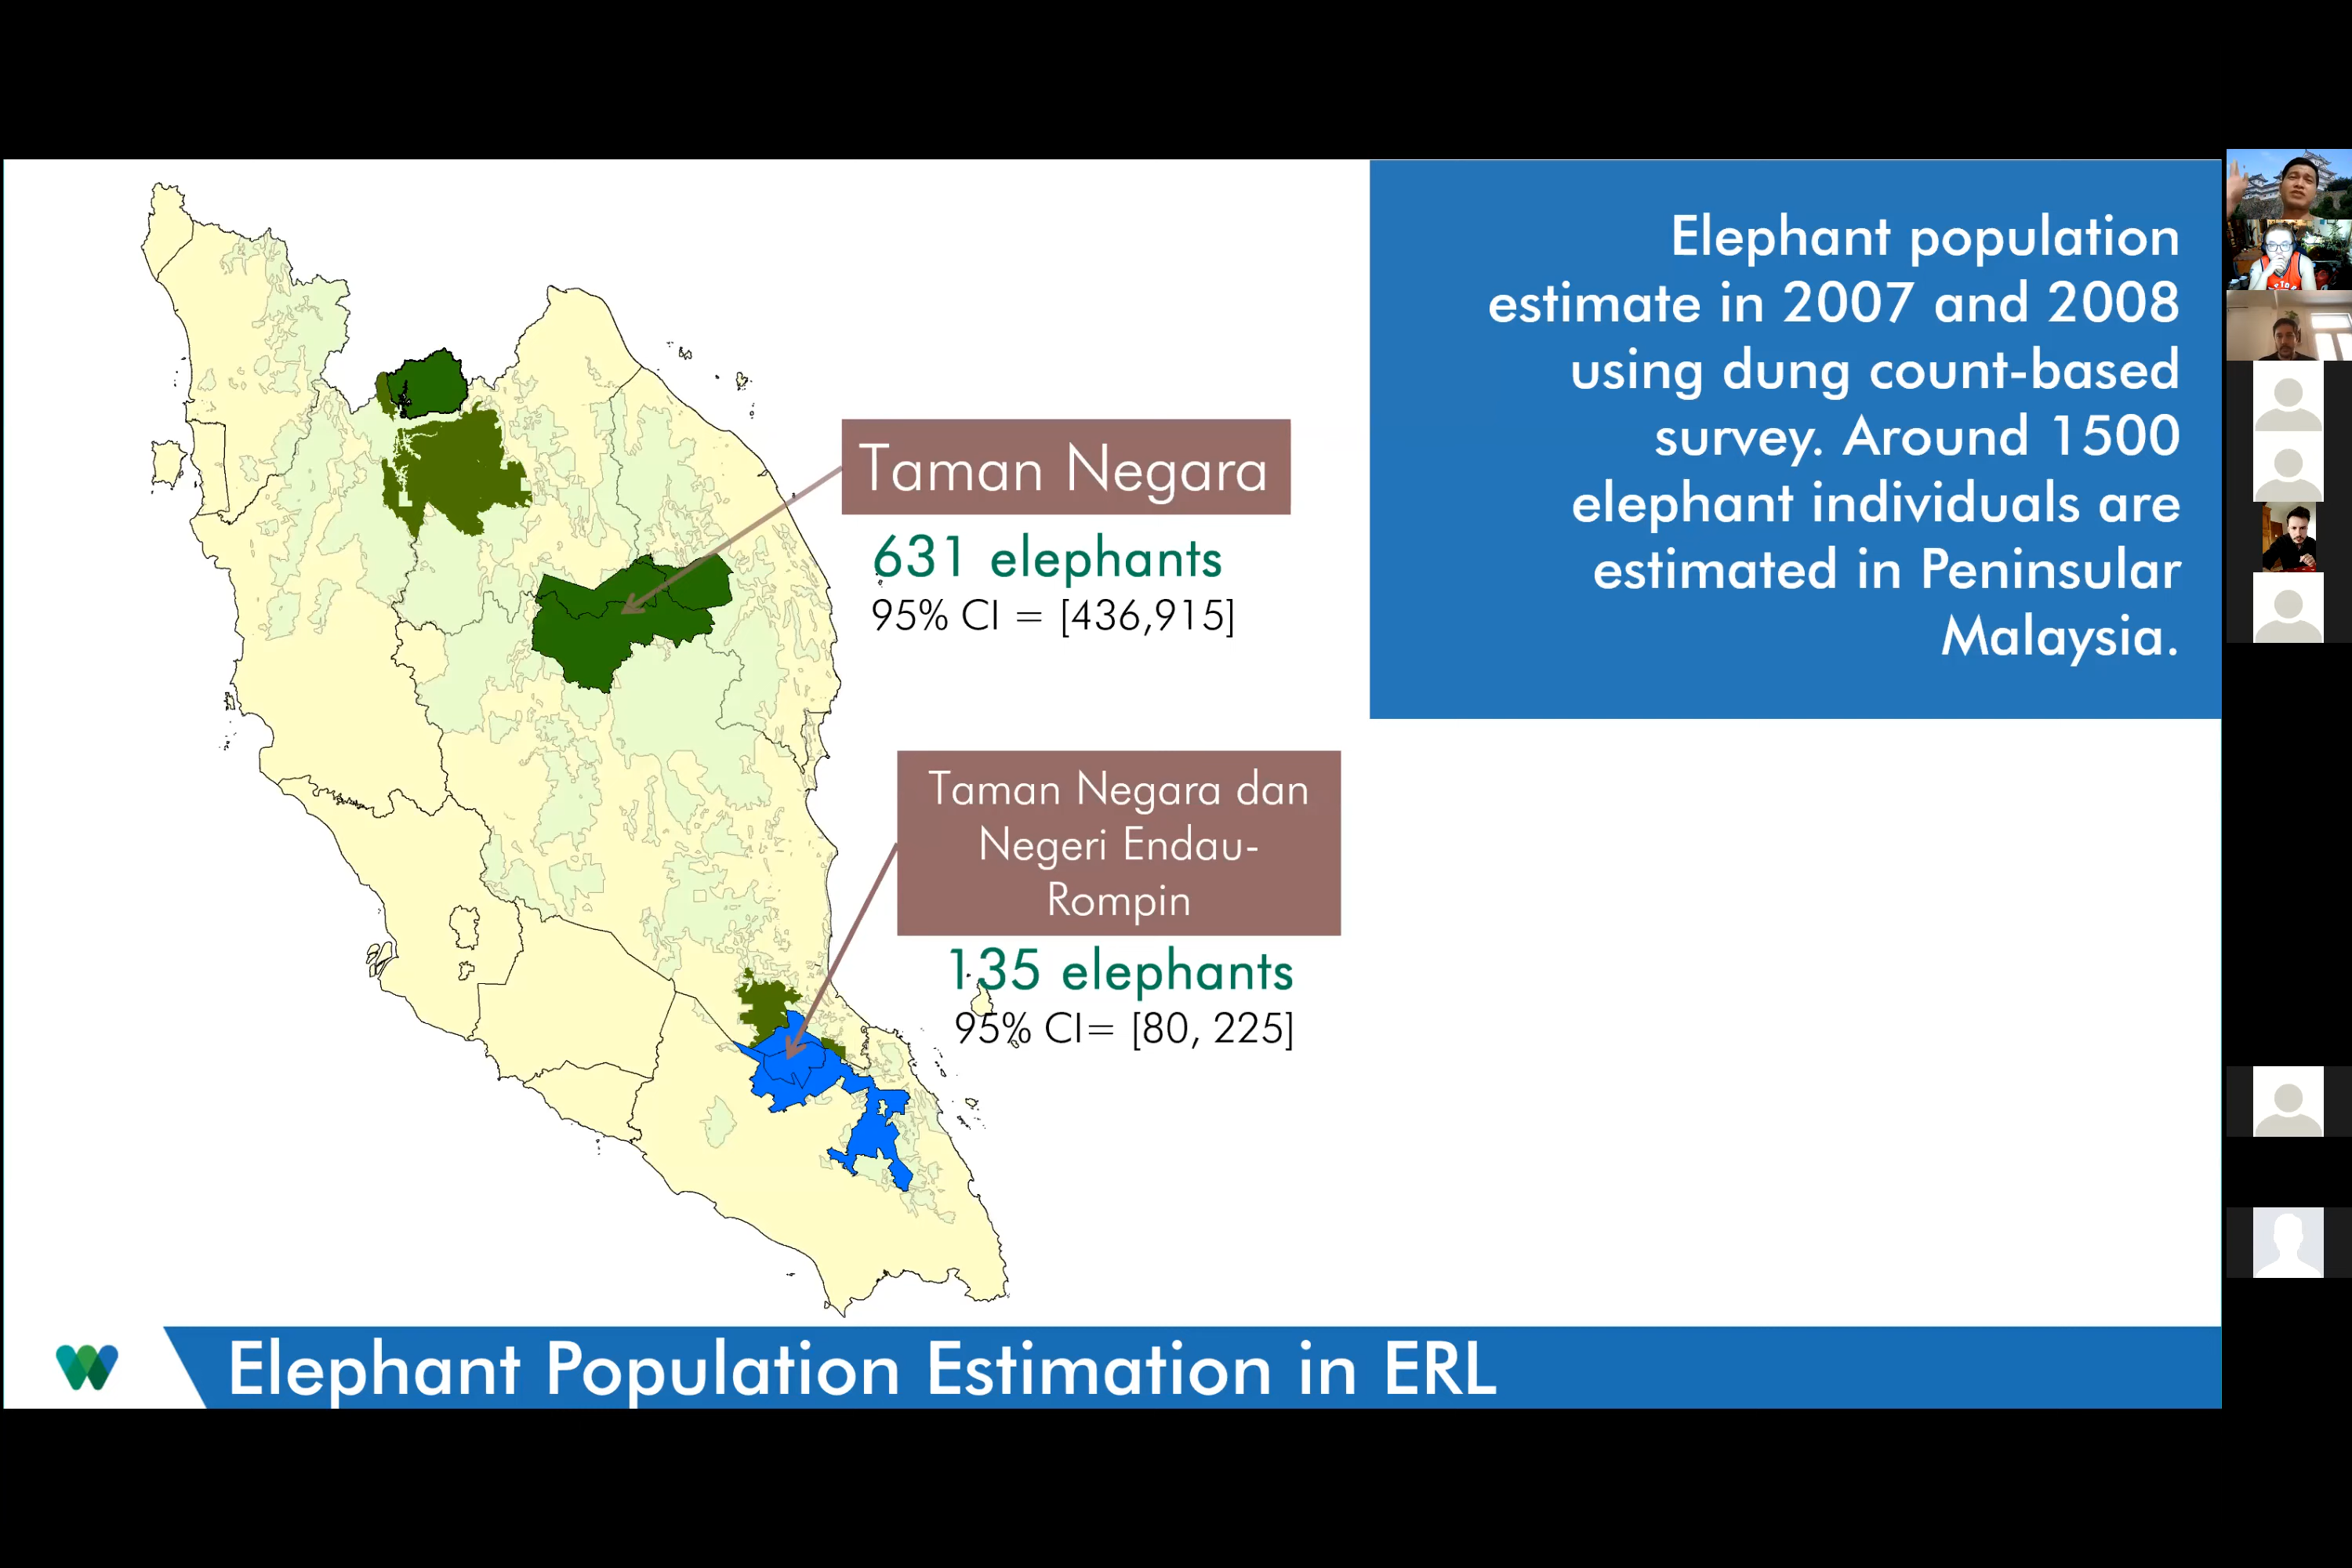 Elephant population
estimate in 2007 and 2008
using dung count-based
survey. Around 1500
elephant individuals are
estimated in Peninsular
Malaysia.
Taman Negara
631 elephants
95% CI = [436,915]
Taman Negara dan
Negeri Endau-
Rompin
135 elephants
95% CI= [80, 225]
Elephant Population Estimation in ERL